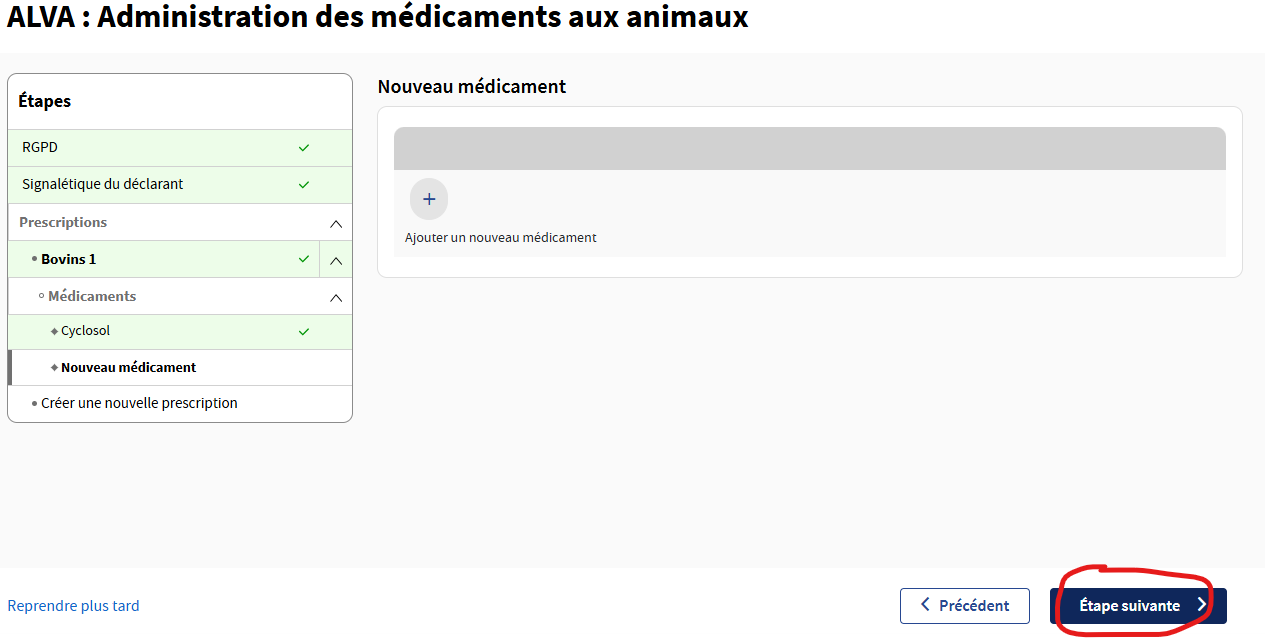 ALVA : Administration des médicaments aux animaux
Étapes
RGPD
Signalétique du déclarant
Prescriptions
Bovins 1
Médicaments
Cyclosol
Nouveau médicament
Créer une nouvelle prescription
Nouveau médicament
+
Ajouter un nouveau médicament
Reprendre plus tard
Précédent
Étape suivante